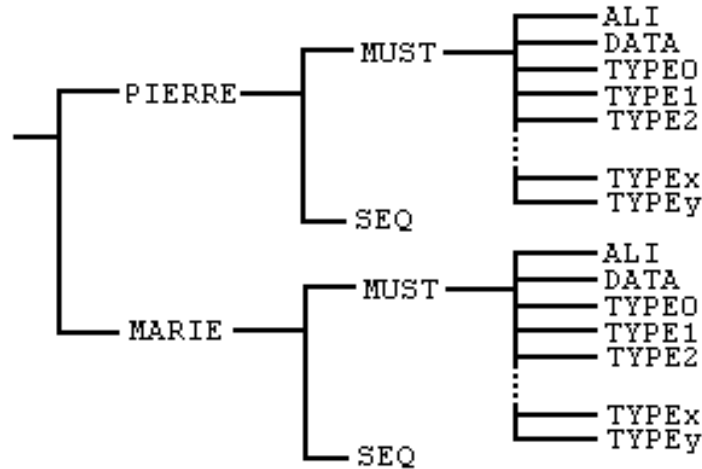 ALI
MUST
DATA
TYPE0
PIERRE
TYPE1
TYPE2
TYPEx
TYPEy
SEQ
ALI
DATA
MUST
TYPE0
MARIE
TYPE1
TYPE2
TYPEx
TYPEy
SEQ